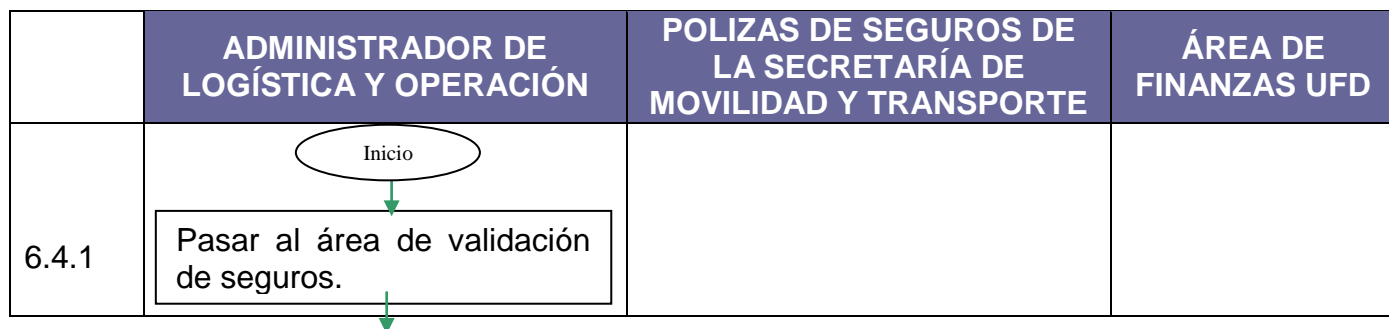 ADMINISTRADOR DE
LOGÍSTICA Y OPERACIÓN
POLIZAS DE SEGUROS DE
LA SECRETARÍA DE
MOVILIDAD Y TRANSPORTE
ÁREA DE
FINANZAS UFD
Inicio
6.4.1
Pasar al área de validación
de seguros.